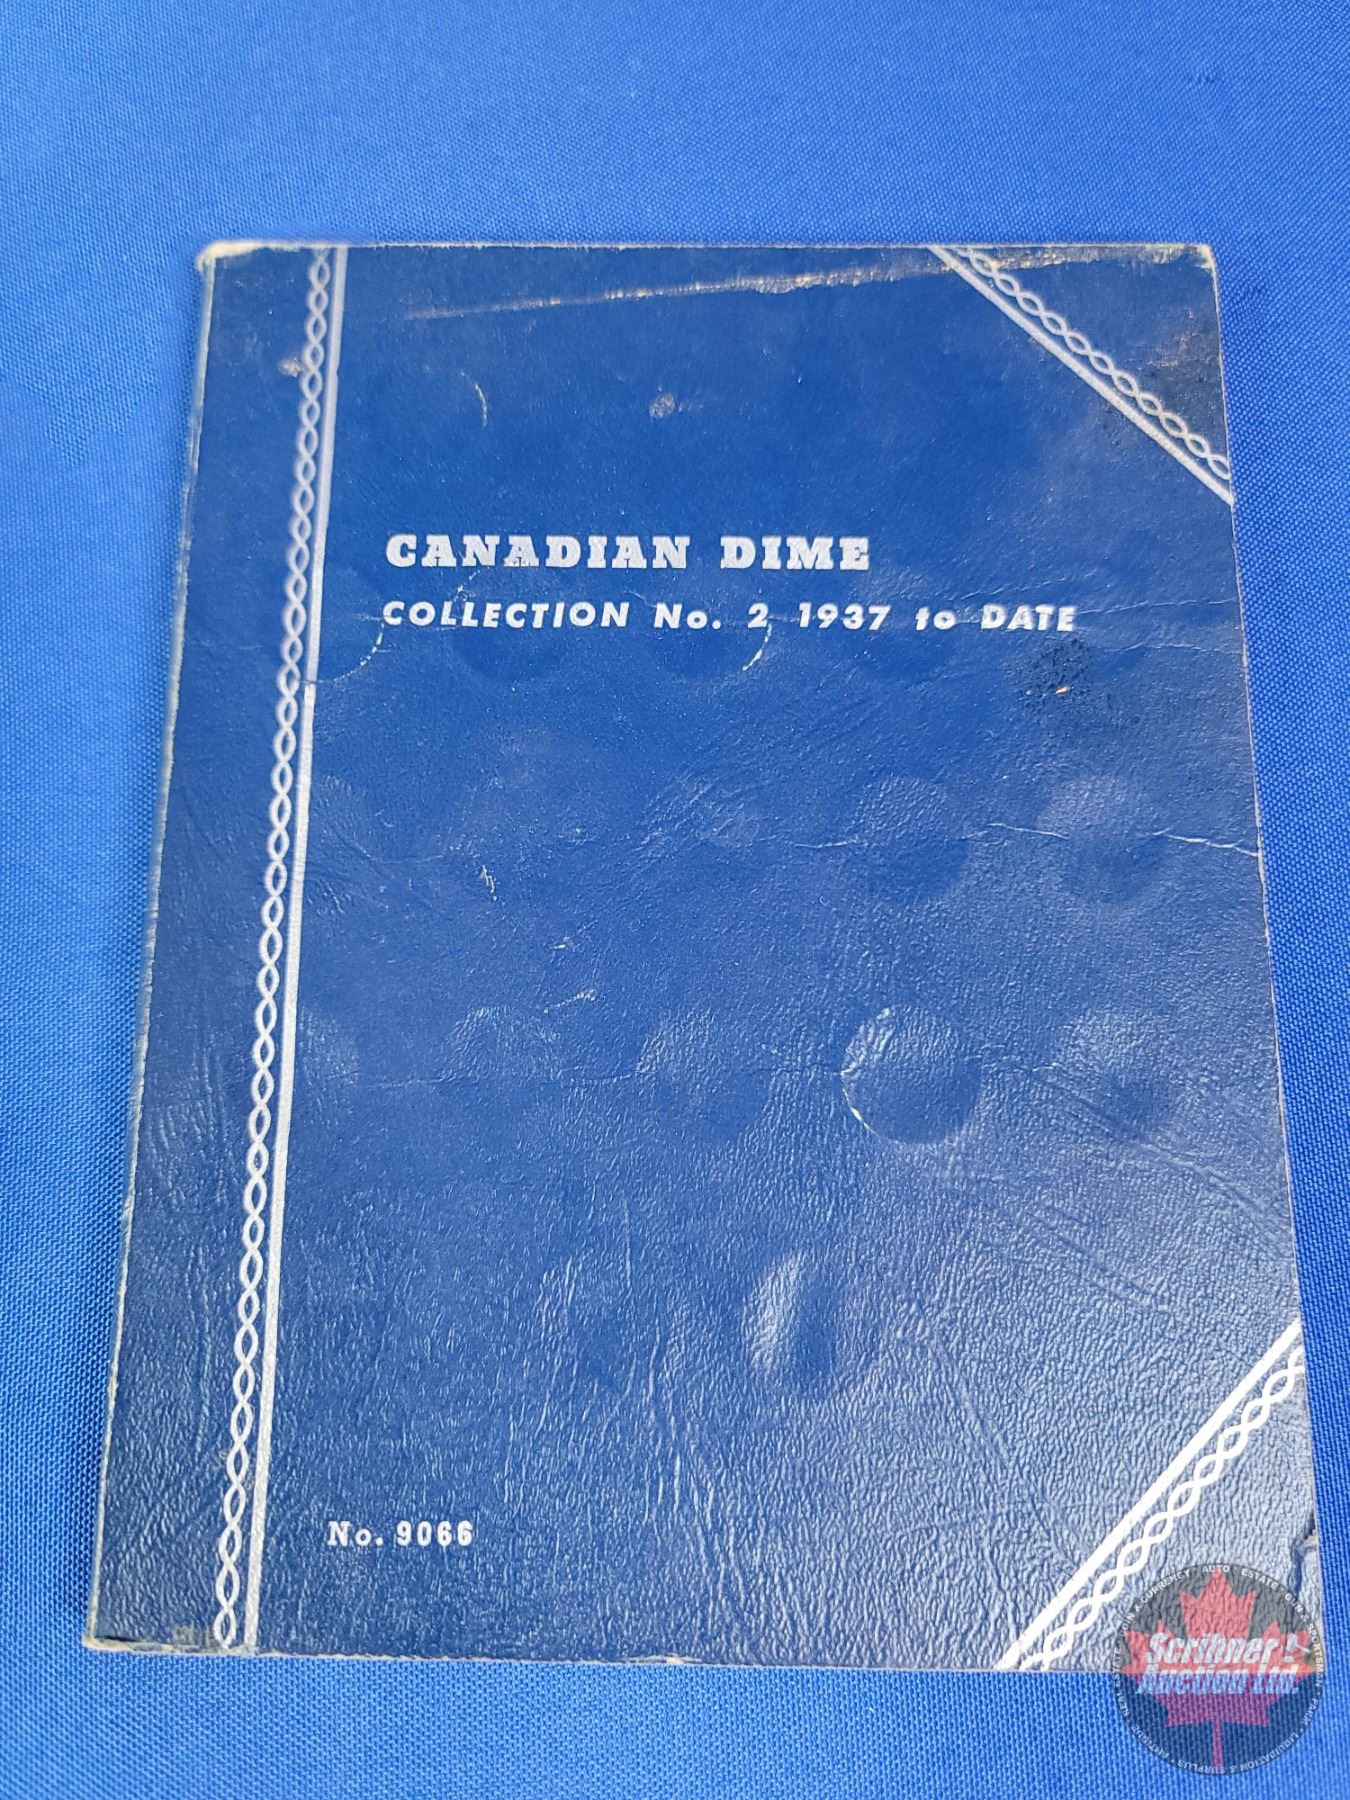 CANADIAN DIME
COLLECTION No. 2 1937 to DATE
No. 9066
Scribner
Auction Ltd.